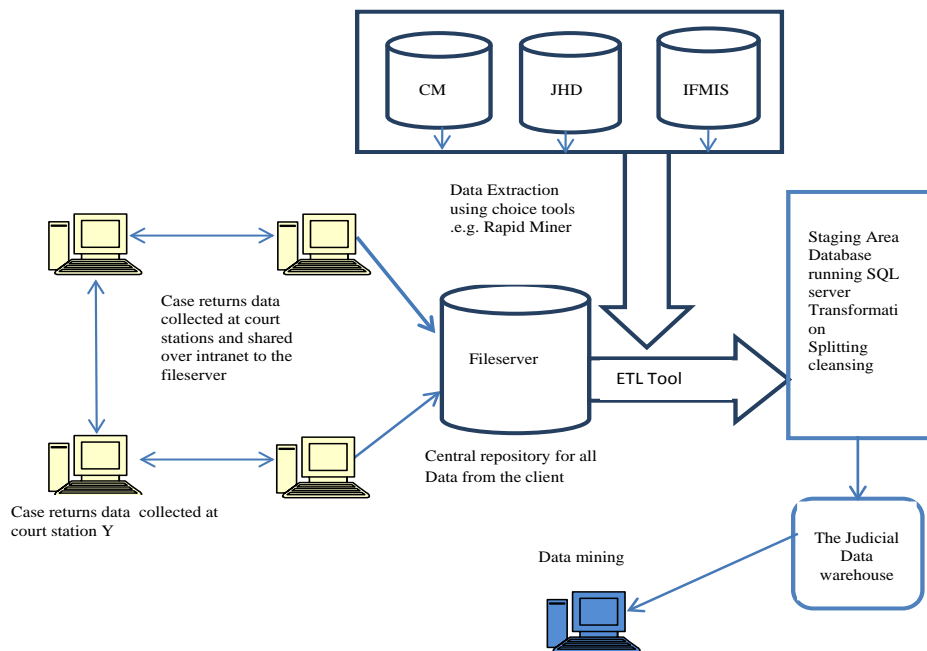 CM
JHD
IFMIS
Data Extraction
using choice tools
.e.g. Rapid Miner
Staging Area
Database
running SQL
server
Transformati
on
Splitting
cleansing
Case returns data
collected at court
stations and shared
over intranet to the
fileserver
Fileserver
ETL Tool
Central repository for all
Data from the client
Case returns data collected at
court station Y
The Judicial
Data
warehouse
Data mining